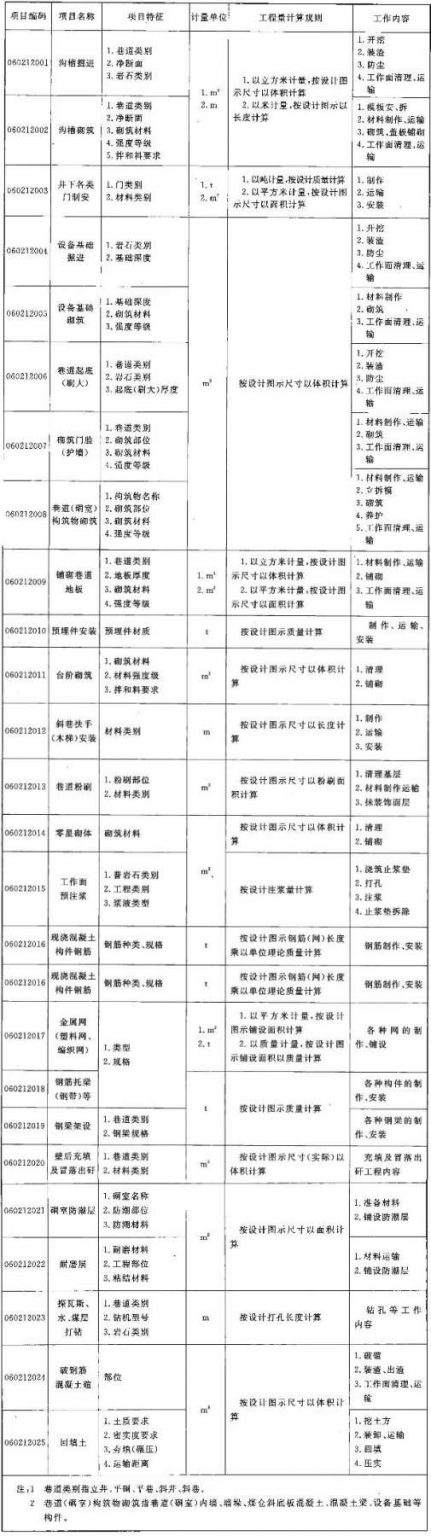 项目编码 项目名称 项目特征 计量单位 工程量计算规则 工作内容
060212001 沟槽掘进 1.巷道类别
2.净断面
3.岩石类别
1.m³
2.m
1.以立方米计量,按设计图示尺寸以体积计算
2.以米计量,按设计图示以长度计算
1.开挖
2.装渣
3.防尘
4.工作面清理、运输
060212002 沟槽砌筑 1.巷道类别
2.净断面
3.砌筑材料
4.强度等级
5.拌和料要求
1.模板安、拆
2.材料制作、运输
3.砌筑、盖板铺砌
4.工作面清理、运输
060212003 井下各类门制安 1.门类别
2.材料类别
1.t
2.m²
1.以吨计量,按设计质量计算
2.以平方米计量,按设计图示尺寸以面积计算
1.制作
2.运输
3.安装
060212004 设备基础掘进 1.岩石类别
2.基础深度
m³
按设计图示尺寸以体积计算
1.开挖
2.装渣
3.防尘
4.工作面清理、运输
060212005 设备基础砌筑 1.基础深度
2.砌筑材料
3.强度等级
1.材料制作
2.砌筑
3.工作面清理、运输
060212006 巷道起底(刷大) 1.巷道类别
2.岩石类别
3.起底(刷大)厚度
1.开挖
2.装渣
3.防尘
4.工作面清理、运输
060212007 砌筑门脸(护墙) 1.巷道类别
2.砌筑部位
3.砌筑材料
4.强度等级
1.材料制作、运输
2.砌筑
3.工作面清理、运输
060212008 巷道(硐室)构筑物砌筑 1.构筑物名称
2.砌筑部位
3.砌筑材料
4.强度等级
1.材料制作、运输
2.立拆模
3.砌筑
4.养护
5.工作面清理、运输
060212009 铺砌巷道地板 1.巷道类别
2.地板厚度
3.砌筑材料
4.强度等级
1.m³
2.m²
1.以立方米计量,按设计图示尺寸以体积计算
2.以平方米计量,按设计图示尺寸以面积计算
1.材料制作、运输
2.铺砌
3.工作面清理、运输
060212010 预埋件安装 预埋件材质 t 按设计图示质量计算 制作、运输、安装
060212011 台阶砌筑 1.砌筑材料
2.材料强度级
3.拌和料要求
m³ 按设计图示尺寸以体积计算
1.清理
2.铺砌
060212012 斜巷扶手(木梯)安装 材料类别 m 按设计图示尺寸以长度计算
1.制作
2.运输
3.安装
060212013 巷道粉刷 1.粉刷部位
2.材料类别
m² 按设计图示尺寸以粉刷面积计算
1.清理基层
2.材料制作运输
3.抹装饰面层
060212014 零星砌体 砌筑材料 m³ 按设计图示尺寸以体积计算
1.清理
2.铺砌
060212015 工作面预注浆 1.普岩石类别
2.工程类别
3.浆液类型
按设计注浆量计算
1.浇筑止浆垫
2.打孔
3.注浆
4.止浆垫拆除
060212016 现浇混凝土构件钢筋 钢筋种类、规格 t 按设计图示钢筋(网)长度乘以单位理论质量计算 钢筋制作、安装
060212016 现浇混凝土构件钢筋 钢筋种类、规格 t 按设计图示钢筋(网)长度乘以单位理论质量计算 钢筋制作、安装
060212017 金属网(塑料网、编织网) 1.类型
2.规格
1.m²
2.t
1.以平方米计量,按设计图示铺设面积计算
2.以质量计量,按设计图示铺设面积以质量计算
各种网的制作、铺设
060212018 钢筋托梁(钢带)等 t 按设计图示质量计算 各种构件的制作、安装
060212019 钢梁架设 1.巷道类别
2.钢梁规格
各种钢梁的制作、安装
060212020 壁后充填及冒落出矸 1.巷道类别
2.材料类别
m³ 按设计图示尺寸(实际)以体积计算 充填及冒落出矸工程内容
060212021 硐室防潮层 1.硐室名称
2.防潮部位
3.防潮材料
m² 按设计图示尺寸以面积计算
1.准备材料
2.铺设防潮层
060212022 耐磨层 1.耐磨材料
2.工程部位
3.粘结材料
1.材料运输
2.铺设防潮层
060212023 探瓦斯、水、煤层打钻 1.巷道类别
2.钻机型号
3.岩石类别
m 按设计打孔长度计算 钻孔等工作内容
060212024 破钢筋混凝土碹 部位 m³ 按设计图示尺寸以体积计算
1.破碹
2.装渣、出渣
3.工作面清理、运输
060212025 回填土 1.土质要求
2.密实度要求
3.夯填(碾压)
4.运输距离
1.挖土方
2.装卸、运输
3.回填
4.压实
注:1 巷道类别指立井、平硐、平巷、斜井、斜巷。
2 巷道(硐室)构筑物砌筑指巷道(硐室)内墙、墙垛、煤仓斜底板混凝土、混凝土梁、设备基础等构件。